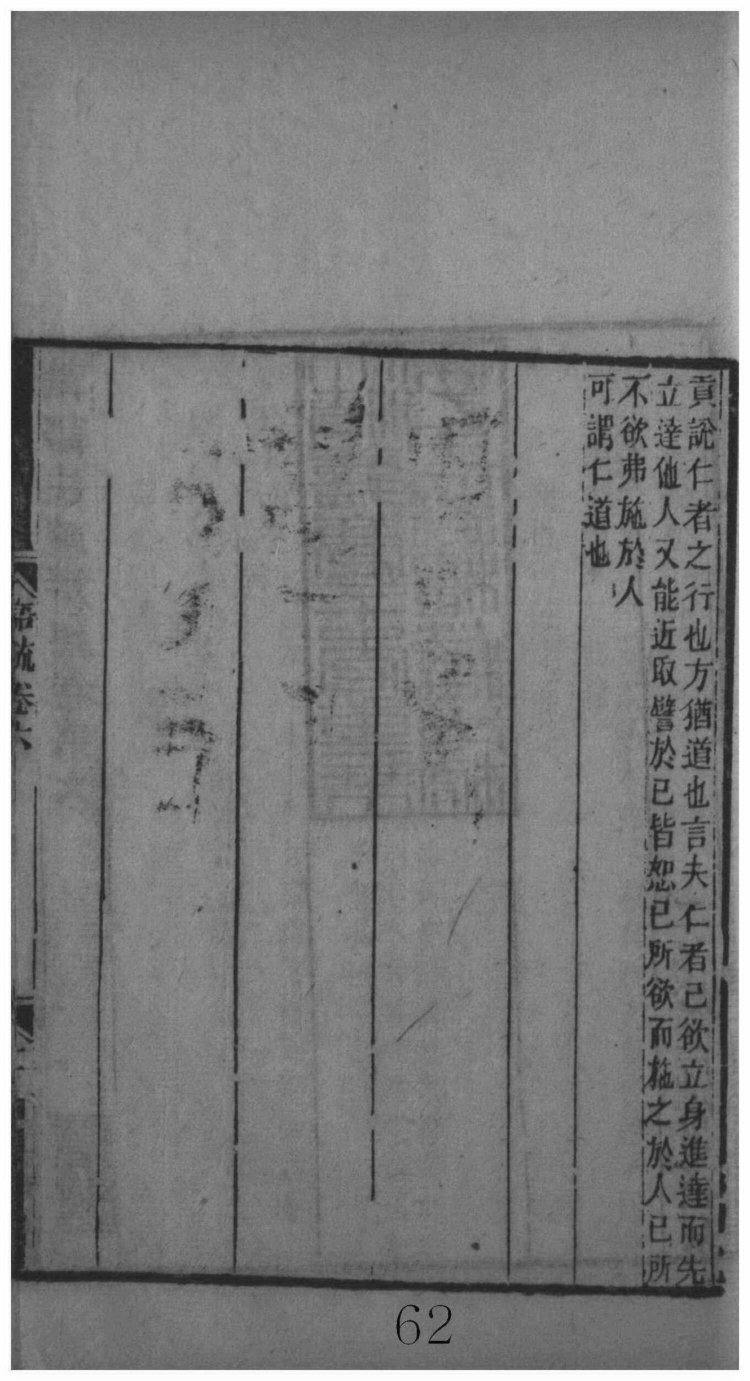 貢說仁者之行也方猶道也言夫仁者己欲立身進達而先
立達他人又能近取譬於己皆恕己所欲而施之於人己所
不欲弗施於人
可謂仁道也
語疏卷六
62